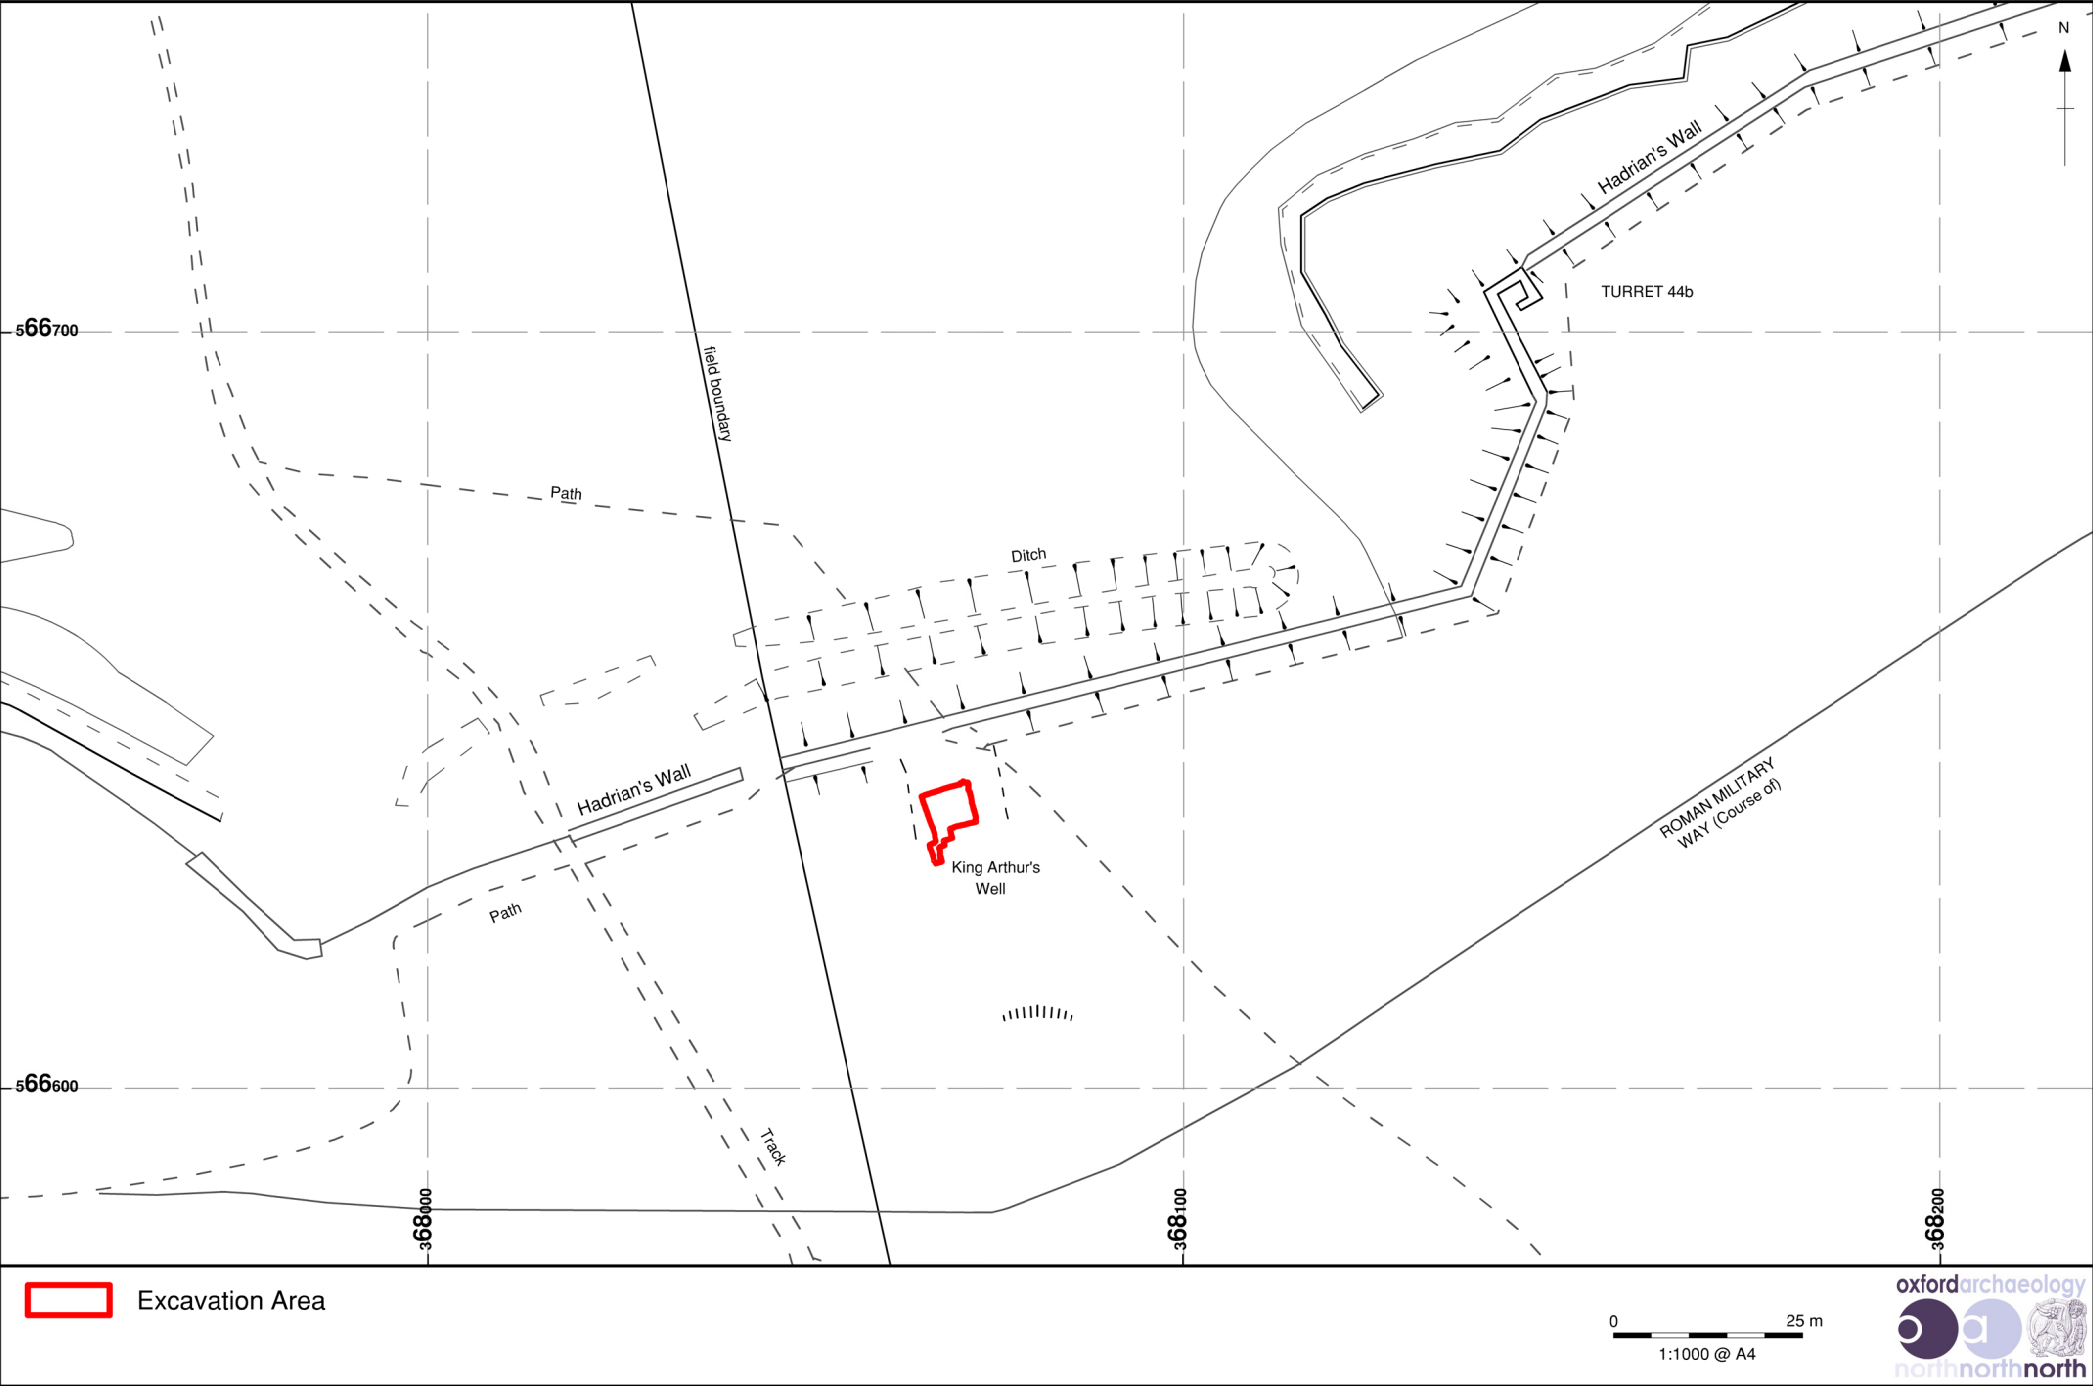 N
Hadrian's Wall
TURRET 44b
566700
field boundary
Path
Ditch
Hadrian's Wall
ROMAN MILITARY
WAY (Course of)
King Arthur's
Well
Path
566600
Track
368000
368100
368200
Excavation Area
0 25 m
1:1000 @ A4
oxfordarchaeology
o a
northnorthnorth